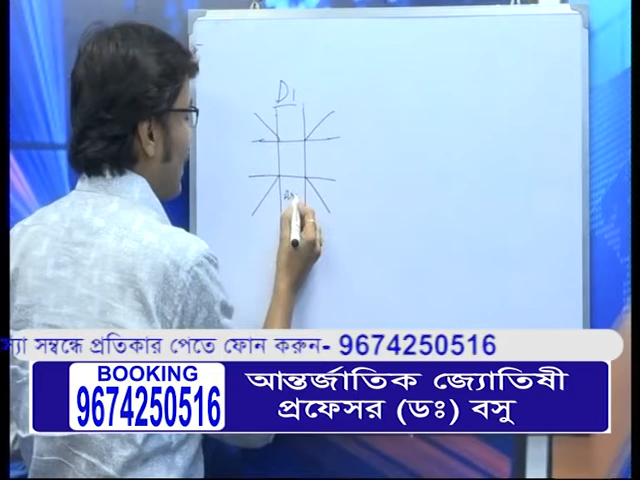 D1
স্যা সম্বন্ধে প্রতিকার পেতে ফোন করুন- 9674250516
BOOKING
9674250516
আন্তর্জাতিক জ্যোতিষী
প্রফেসর (ডঃ) বসু